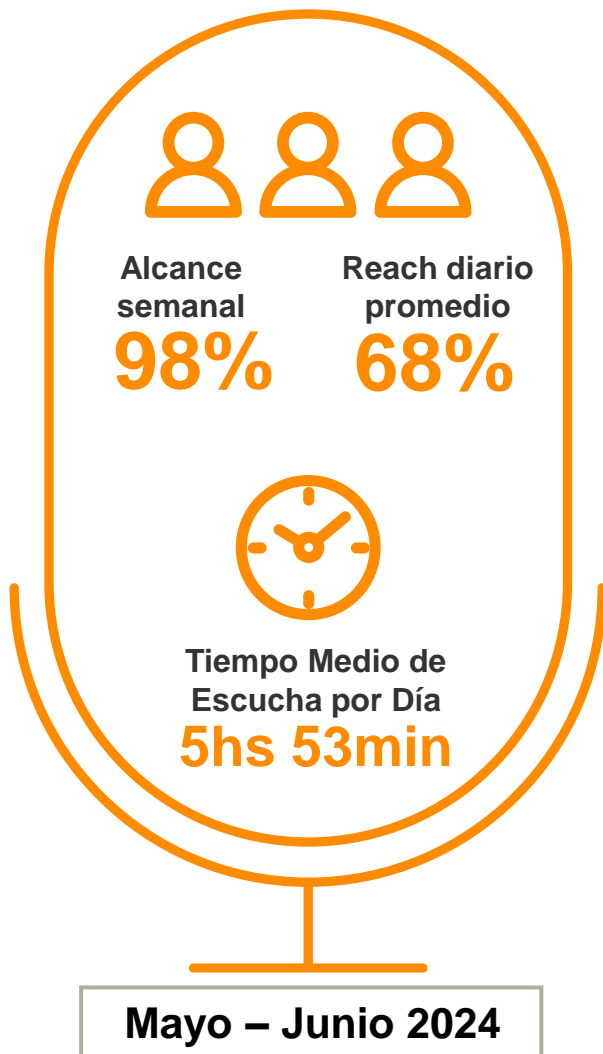 Alcance
semanal
98%
Reach diario
promedio
68%
Tiempo Medio de
Escucha por Día
5hs 53min
Mayo – Junio 2024